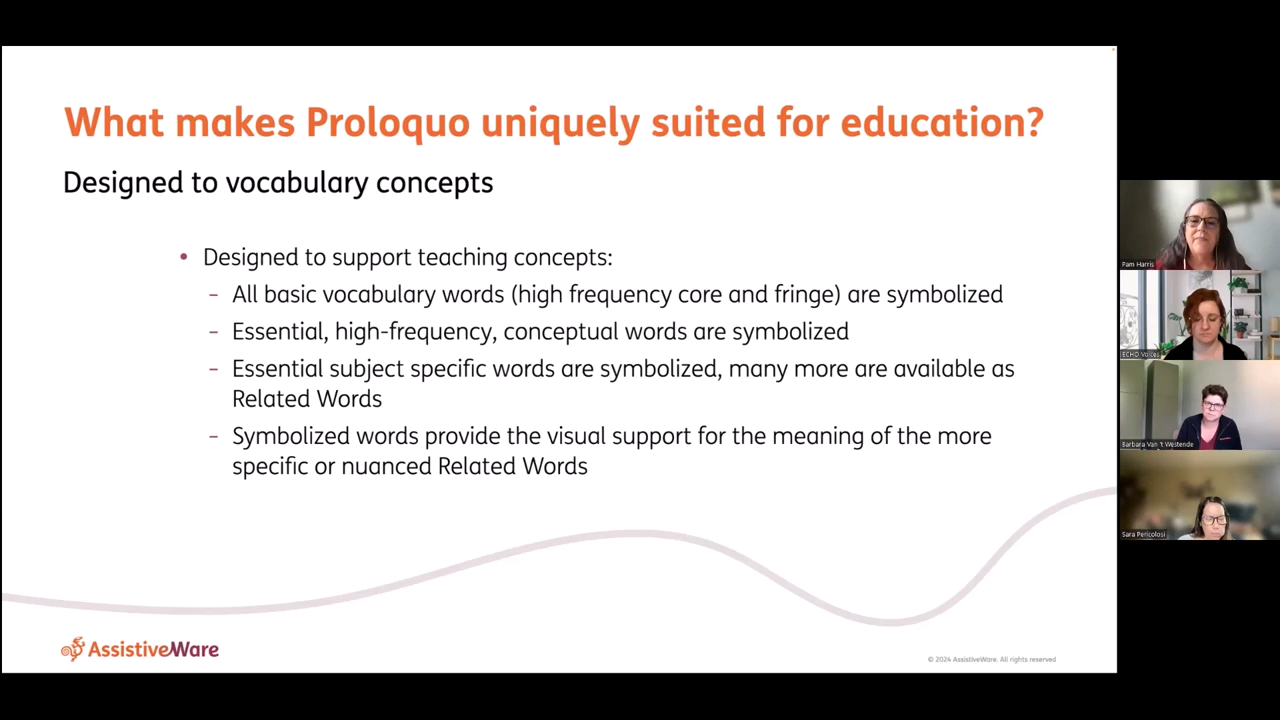 What makes Proloquo uniquely suited for education?
Designed to vocabulary concepts
• Designed to support teaching concepts:
- All basic vocabulary words (high frequency core and fringe) are symbolized
- Essential, high-frequency, conceptual words are symbolized
- Essential subject specific words are symbolized, many more are available as
Related Words
- Symbolized words provide the visual support for the meaning of the more
specific or nuanced Related Words
AssistiveWare
© 2024 AssistiveWare. All rights reserved
Pam Harris
ECHO Voices
Barbara Van 't Westende
Sara Pericolosi